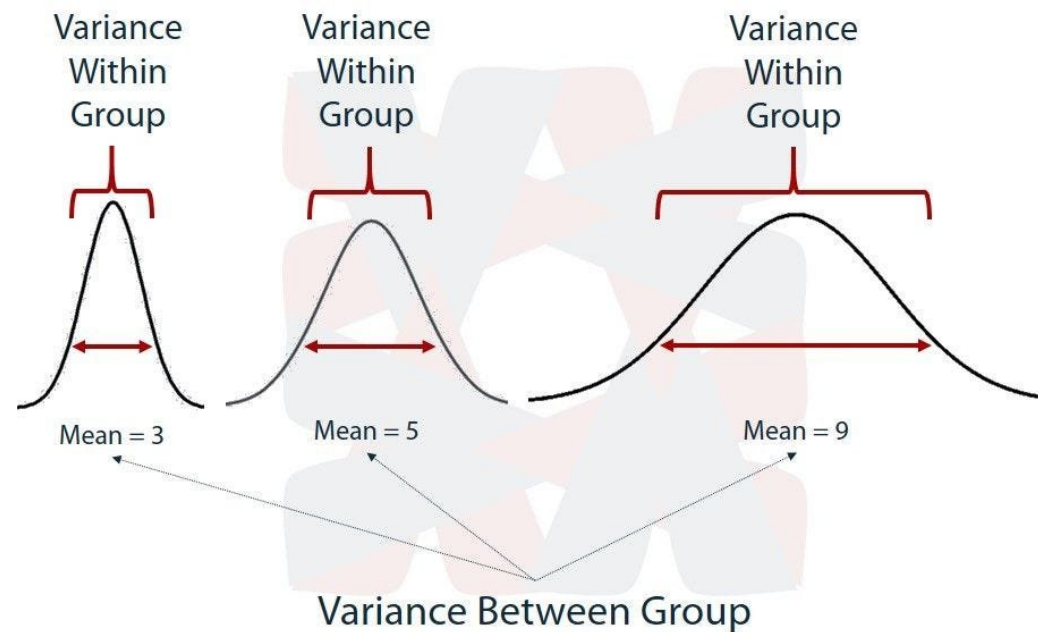 Variance
Within
Group
Variance
Within
Group
Variance
Within
Group
Mean = 3
Mean = 5
Mean = 9
Variance Between Group